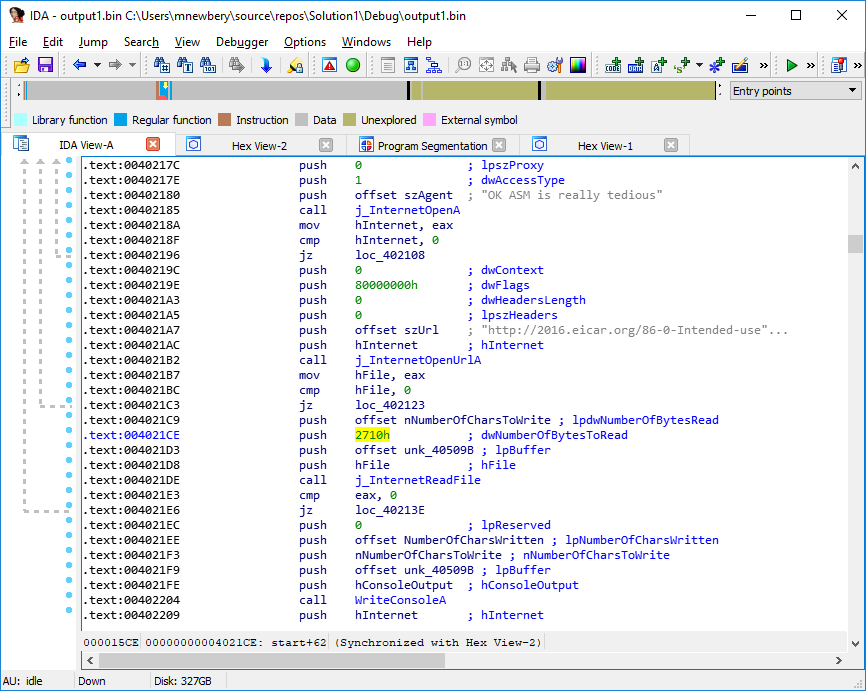 IDA - output1.bin C:\Users\mnewbery\source\repos\Solution1\Debug\output1.bin
File Edit Jump Search View Debugger Options Windows Help
Entry points
Library function Regular function Instruction Data Unexplored External symbol
IDA View-A Hex View-2 Program Segmentation Hex View-1
.text:0040217C push 0 ; lpszProxy
.text:0040217E push 1 ; dwAccessType
.text:00402180 push offset szAgent ; "OK ASM is really tedious"
.text:00402185 call j_InternetOpenA
.text:0040218A mov hInternet, eax
.text:0040218F cmp hInternet, 0
.text:00402196 jz loc_402108
.text:0040219C push 0 ; dwContext
.text:0040219E push 80000000h ; dwFlags
.text:004021A3 push 0 ; dwHeadersLength
.text:004021A5 push 0 ; lpszHeaders
.text:004021A7 push offset szUrl ; "http://2016.eicar.org/86-0-Intended-use"...
.text:004021AC push hInternet ; hInternet
.text:004021B2 call j_InternetOpenUrlA
.text:004021B7 mov hFile, eax
.text:004021BC cmp hFile, 0
.text:004021C3 jz loc_402123
.text:004021C9 push offset nNumberOfCharsToWrite ; lpdwNumberOfBytesRead
.text:004021CE push 2710h ; dwNumberOfBytesToRead
.text:004021D3 push offset unk_40509B ; lpBuffer
.text:004021D8 push hFile ; hFile
.text:004021DE call j_InternetReadFile
.text:004021E3 cmp eax, 0
.text:004021E6 jz loc_40213E
.text:004021EC push 0 ; lpReserved
.text:004021EE push offset NumberOfCharsWritten ; lpNumberOfCharsWritten
.text:004021F3 push nNumberOfCharsToWrite ; nNumberOfCharsToWrite
.text:004021F9 push offset unk_40509B ; lpBuffer
.text:004021FE push hConsoleOutput ; hConsoleOutput
.text:00402204 call WriteConsoleA
.text:00402209 push hInternet ; hInternet
000015CE 00000000004021CE: start+62 (Synchronized with Hex View-2)
AU: idle Down Disk: 327GB